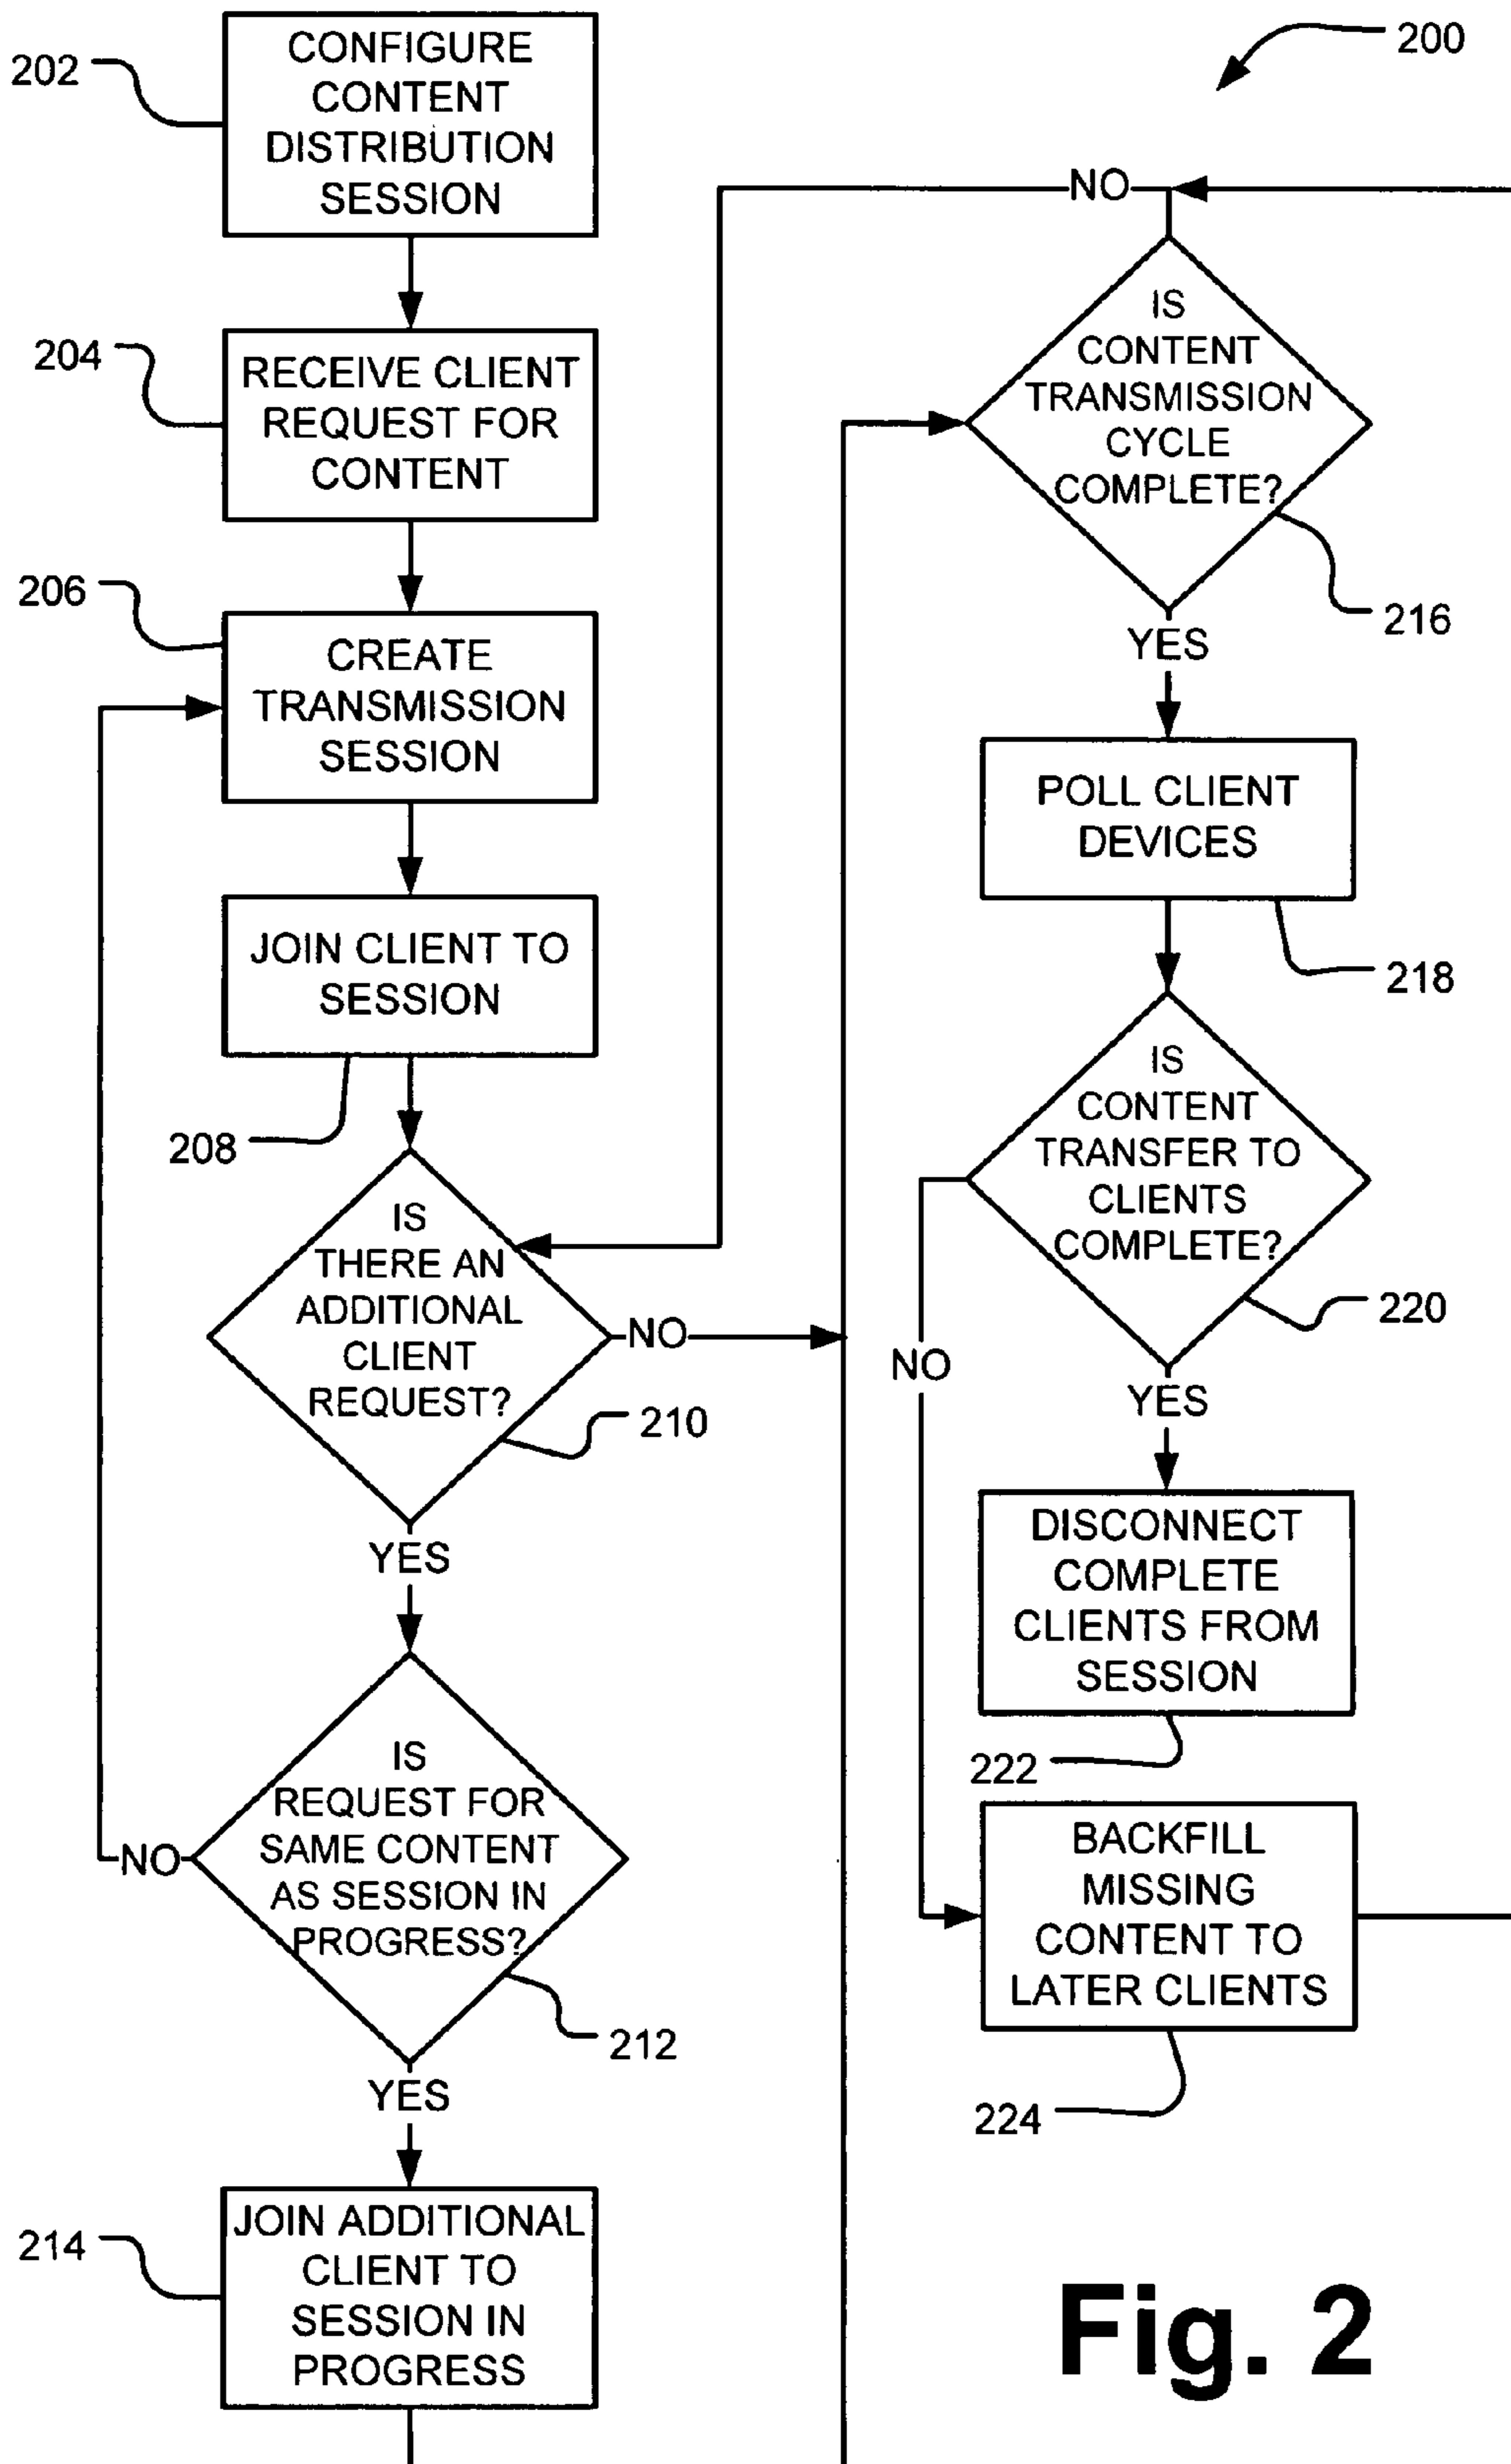 202
CONFIGURE
CONTENT
DISTRIBUTION
SESSION
204
RECEIVE CLIENT
REQUEST FOR
CONTENT
206
CREATE
TRANSMISSION
SESSION
JOIN CLIENT TO
SESSION
208
IS
THERE AN
ADDITIONAL
CLIENT
REQUEST?
NO
210
YES
IS
REQUEST FOR
SAME CONTENT
AS SESSION IN
PROGRESS?
NO
212
YES
214
JOIN ADDITIONAL
CLIENT TO
SESSION IN
PROGRESS
200
NO
IS
CONTENT
TRANSMISSION
CYCLE
COMPLETE?
216
YES
POLL CLIENT
DEVICES
218
IS
CONTENT
TRANSFER TO
CLIENTS
COMPLETE?
220
NO
YES
DISCONNECT
COMPLETE
CLIENTS FROM
SESSION
222
BACKFILL
MISSING
CONTENT TO
LATER CLIENTS
224
Fig. 2